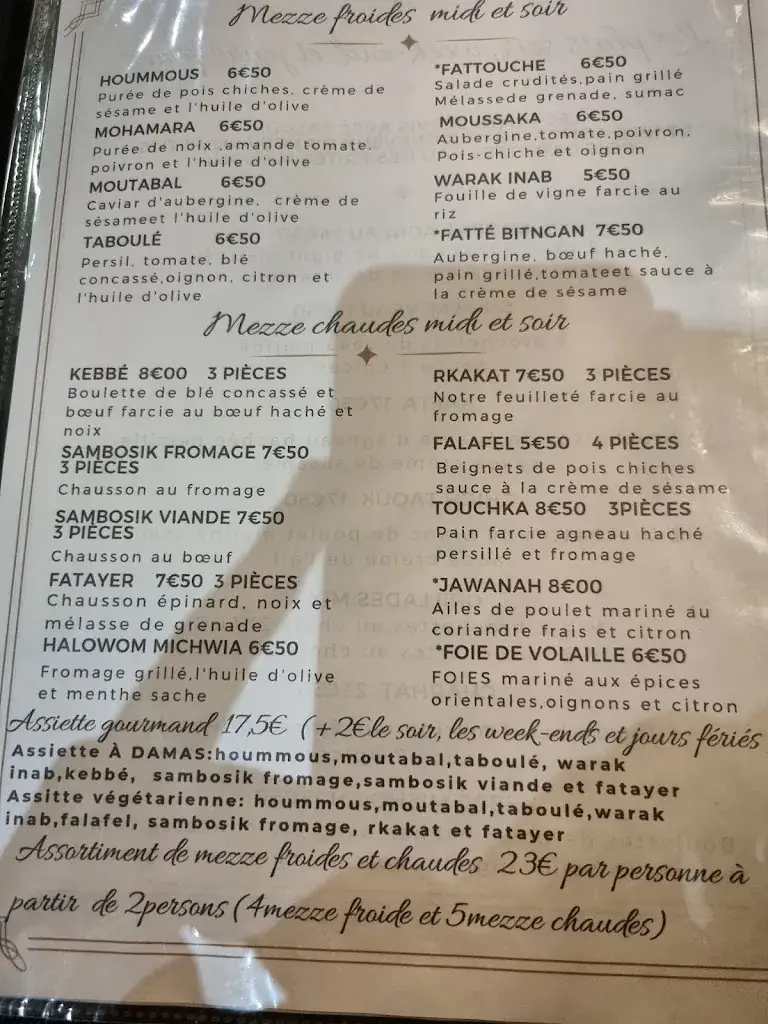 Mezze froides midi et soir
HOUMMOUS 6€50
Purée de pois chiches, crème de
sésame et l'huile d'olive
MOHAMARA 6€50
Purée de noix ,amande tomate,
poivron et l'huile d'olive
MOUTABAL 6€50
Caviar d'aubergine, crème de
sésameet l'huile d'olive
TABOULÉ 6€50
Persil, tomate, blé
concassé,oignon, citron et
l'huile d'olive
*FATTOUCHE 6€50
Salade crudités,pain grillé
Mélassede grenade, sumac
MOUSSAKA 6€50
Aubergine,tomate,poivron,
Pois-chiche et oignon
WARAK INAB 5€50
Fouille de vigne farcie au
riz
*FATTÉ BITNGAN 7€50
Aubergine, bœuf haché,
pain grillé,tomateet sauce à
la crème de sésame
Mezze chaudes midi et soir
KEBBÉ 8€00 3 PIÈCES
Boulette de blé concassé et
bœuf farcie au bœuf haché et
noix
SAMBOSIK FROMAGE 7€50
3 PIÈCES
Chausson au fromage
SAMBOSIK VIANDE 7€50
3 PIÈCES
Chausson au bœuf
FATAYER 7€50 3 PIÈCES
Chausson épinard, noix et
mélasse de grenade
HALOWOM MICHWIA 6€50
Fromage grillé,l'huile d'olive
et menthe sache
RKAKAT 7€50 3 PIÈCES
Notre feuilleté farcie au
fromage
FALAFEL 5€50 4 PIÈCES
Beignets de pois chiches
sauce à la crème de sésame
TOUCHKA 8€50 3PIÈCES
Pain farcie agneau haché
persillé et fromage
*JAWANAH 8€00
Ailes de poulet mariné au
coriandre frais et citron
*FOIE DE VOLAILLE 6€50
FOIES mariné aux épices
orientales,oignons et citron
Assiette gourmand 17,5€ (+2€le soir, les week-ends et jours fériés
Assiette À DAMAS:hoummous,moutabal,taboulé, warak
inab,kebbé, sambosik fromage,sambosik viande et fatayer
Assitte végétarienne: hoummous,moutabal,taboulé,warak
inab,falafel, sambosik fromage, rkakat et fatayer
Assortiment de mezze froides et chaudes 23€ par personne à
partir de 2persons (4mezze froide et 5mezze chaudes)